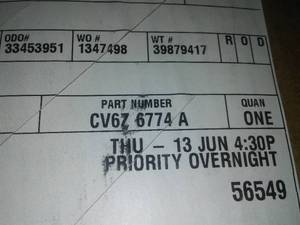 ODO# WO # WT # R O D
33453951 1347498 39879417
PART NUMBER QUAN
CV6Z 6774 A ONE
THU - 13 JUN 4:30P
PRIORITY OVERNIGHT
56549